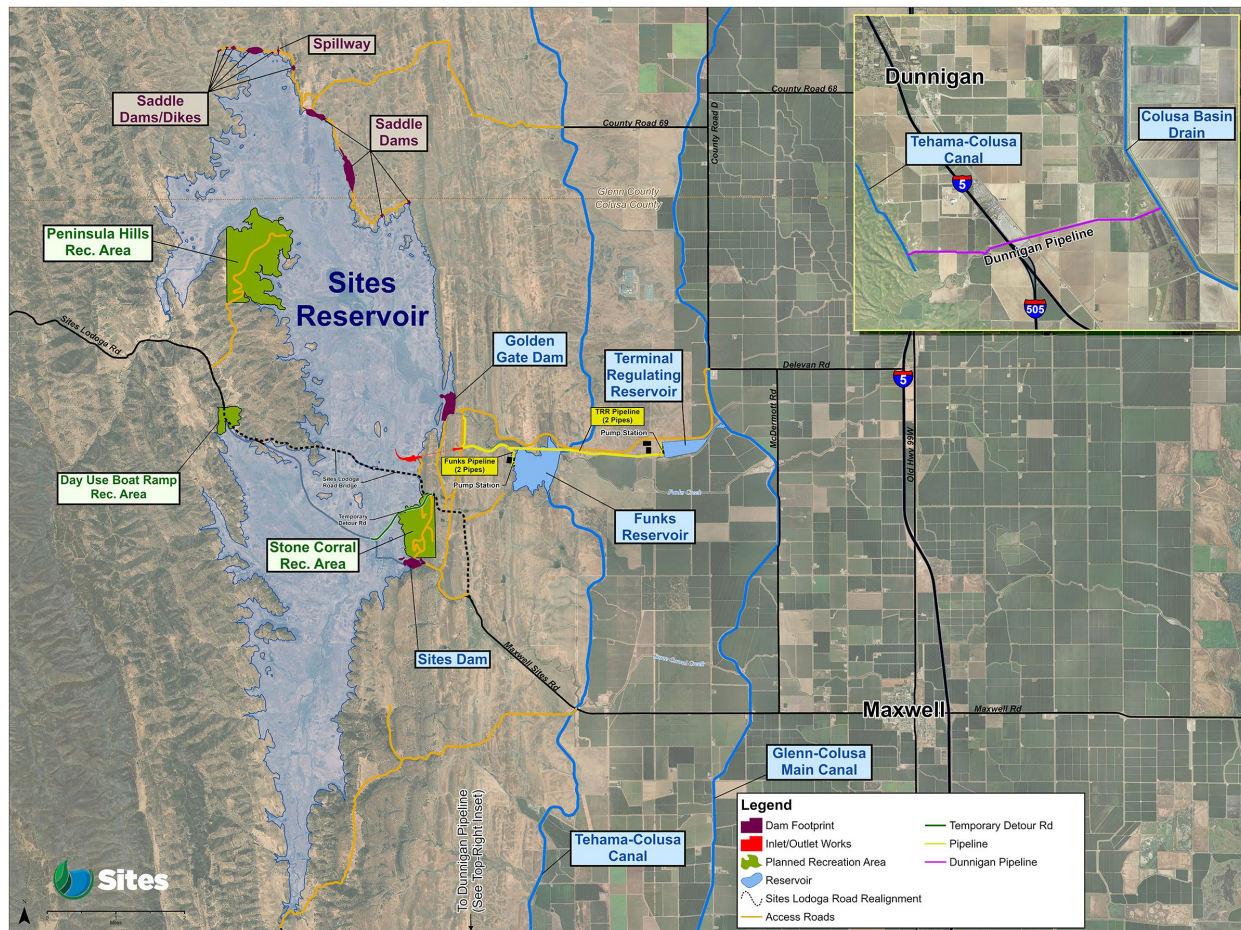 Spillway
Saddle
Dams/Dikes
Saddle
Dams
County Road 68
County Road 69
County Road D
Glenn County
Colusa County
Peninsula Hills
Rec. Area
Sites
Reservoir
Sites Lodoga Rd
Golden
Gate Dam
Terminal
Regulating
Reservoir
Delevan Rd
McDermott Rd
Old Hwy 99W
5
TRR Pipeline
(2 Pipes)
Pump Station
Funks Pipeline
(2 Pipes)
Pump Station
Sites Lodoga
Road Bridge
Day Use Boat Ramp
Rec. Area
Temporary
Detour Rd
Funks Creek
Funks
Reservoir
Stone Corral
Rec. Area
Sites Dam
Stone Corral Creek
Maxwell Sites Rd
Maxwell
Maxwell Rd
Glenn-Colusa
Main Canal
Tehama-Colusa
Canal
To Dunnigan Pipeline
(See Top-Right Inset)
Dunnigan
Tehama-Colusa
Canal
Colusa Basin
Drain
5
Dunnigan Pipeline
505
Legend
Dam Footprint
Inlet/Outlet Works
Planned Recreation Area
Reservoir
Sites Lodoga Road Realignment
Access Roads
Temporary Detour Rd
Pipeline
Dunnigan Pipeline
Sites
N
Miles